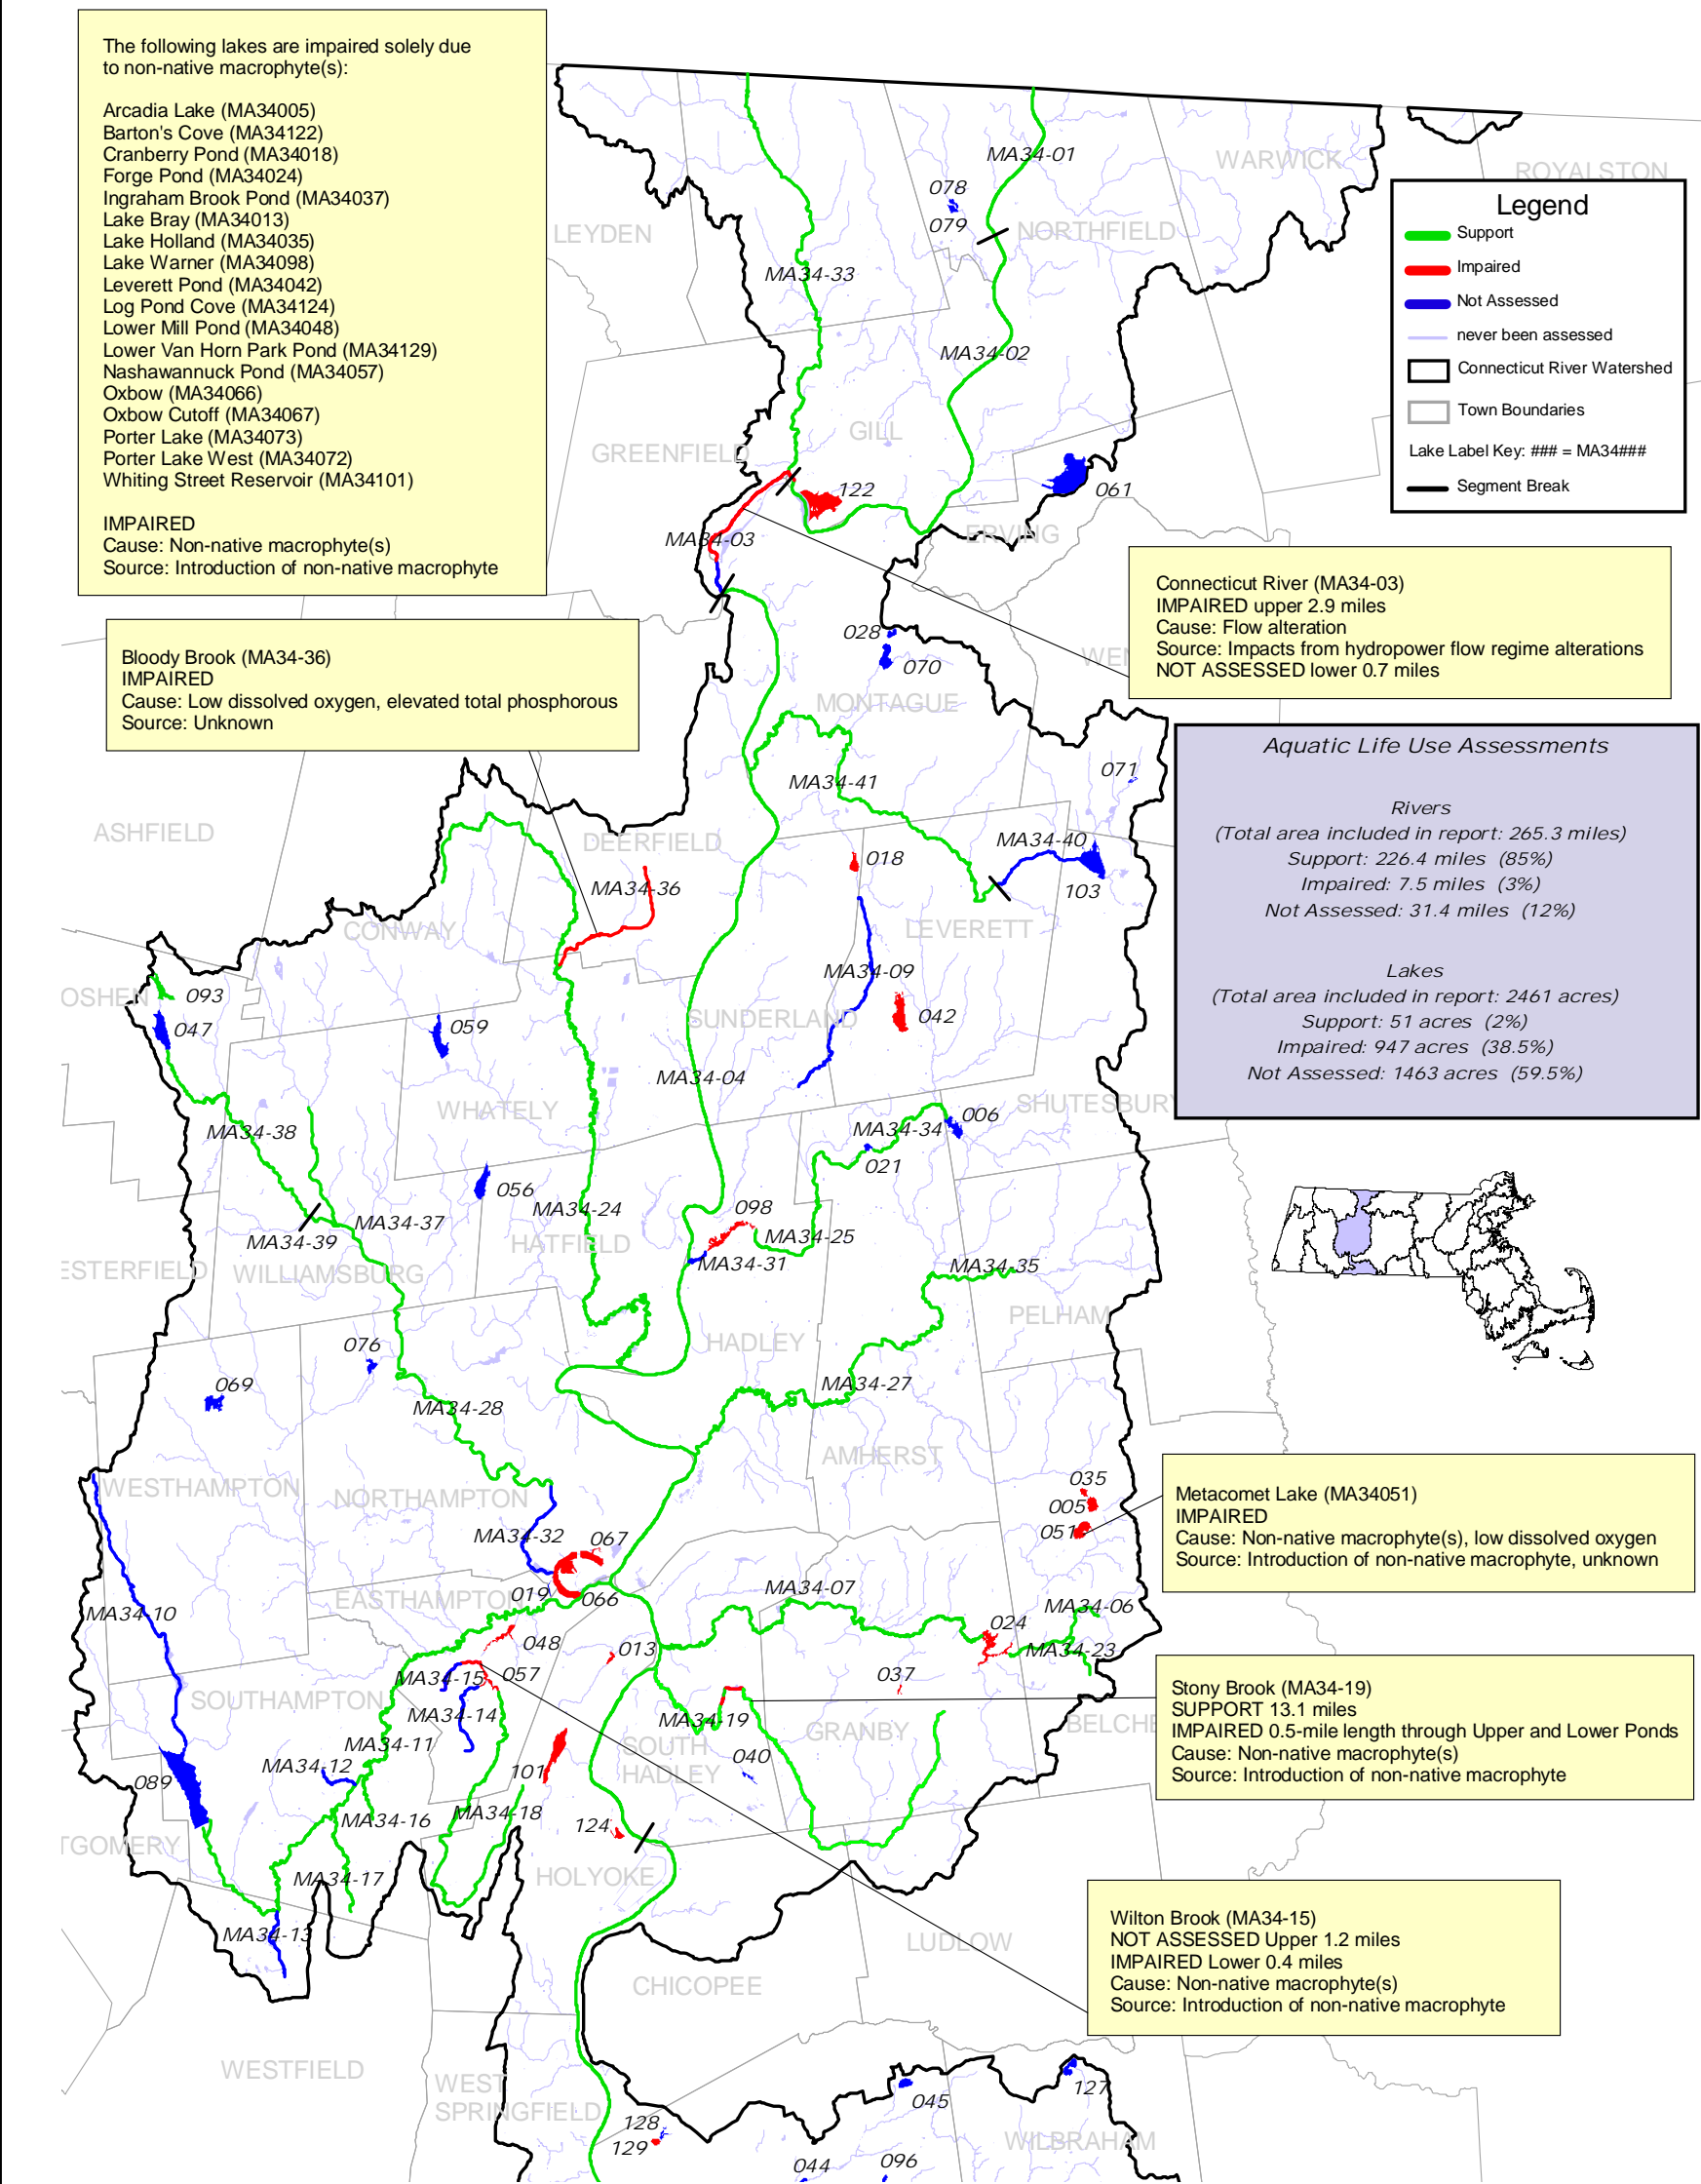 The following lakes are impaired solely due
to non-native macrophyte(s):
Arcadia Lake (MA34005)
Barton's Cove (MA34122)
Cranberry Pond (MA34018)
Forge Pond (MA34024)
Ingraham Brook Pond (MA34037)
Lake Bray (MA34013)
Lake Holland (MA34035)
Lake Warner (MA34098)
Leverett Pond (MA34042)
Log Pond Cove (MA34124)
Lower Mill Pond (MA34048)
Lower Van Horn Park Pond (MA34129)
Nashawannuck Pond (MA34057)
Oxbow (MA34066)
Oxbow Cutoff (MA34067)
Porter Lake (MA34073)
Porter Lake West (MA34072)
Whiting Street Reservoir (MA34101)
IMPAIRED
Cause: Non-native macrophyte(s)
Source: Introduction of non-native macrophyte
Bloody Brook (MA34-36)
IMPAIRED
Cause: Low dissolved oxygen, elevated total phosphorous
Source: Unknown
Legend
Support
Impaired
Not Assessed
never been assessed
Connecticut River Watershed
Town Boundaries
Lake Label Key: ### = MA34###
Segment Break
Connecticut River (MA34-03)
IMPAIRED upper 2.9 miles
Cause: Flow alteration
Source: Impacts from hydropower flow regime alterations
NOT ASSESSED lower 0.7 miles
Aquatic Life Use Assessments
Rivers
(Total area included in report: 265.3 miles)
Support: 226.4 miles (85%)
Impaired: 7.5 miles (3%)
Not Assessed: 31.4 miles (12%)
Lakes
(Total area included in report: 2461 acres)
Support: 51 acres (2%)
Impaired: 947 acres (38.5%)
Not Assessed: 1463 acres (59.5%)
Metacomet Lake (MA34051)
IMPAIRED
Cause: Non-native macrophyte(s), low dissolved oxygen
Source: Introduction of non-native macrophyte, unknown
Stony Brook (MA34-19)
SUPPORT 13.1 miles
IMPAIRED 0.5-mile length through Upper and Lower Ponds
Cause: Non-native macrophyte(s)
Source: Introduction of non-native macrophyte
Wilton Brook (MA34-15)
NOT ASSESSED Upper 1.2 miles
IMPAIRED Lower 0.4 miles
Cause: Non-native macrophyte(s)
Source: Introduction of non-native macrophyte
MA34-01
WARWICK
ROYALSTON
078
079
LEYDEN
NORTHFIELD
MA34-33
MA34-02
GILL
GREENFIELD
122
061
MA34-03
ERVING
028
070
WEN
MONTAGUE
071
MA34-41
ASHFIELD
DEERFIELD
MA34-40
018
103
MA34-36
CONWAY
LEVERETT
MA34-09
OSHEN
093
047
059
SUNDERLAND
042
MA34-04
WHATELY
SHUTESBURY
006
MA34-38
MA34-34
021
056
MA34-24
098
MA34-37
MA34-25
MA34-39
HATFIELD
MA34-31
ESTERFIELD
WILLIAMSBURG
MA34-35
PELHAM
076
HADLEY
069
MA34-27
MA34-28
AMHERST
035
WESTHAMPTON
NORTHAMPTON
005
051
MA34-32
067
019
066
EASTHAMPTON
MA34-07
MA34-10
MA34-06
024
048
013
MA34-23
MA34-15
057
037
SOUTHAMPTON
MA34-14
MA34-19
GRANBY
BELCHE
MA34-11
SOUTH
HADLEY
040
MA34-12
101
089
MA34-16
MA34-18
124
TGOMERY
MA34-17
HOLYOKE
MA34-13
LUDLOW
CHICOPEE
WESTFIELD
WEST
SPRINGFIELD
127
045
128
129
WILBRAHAM
044
096